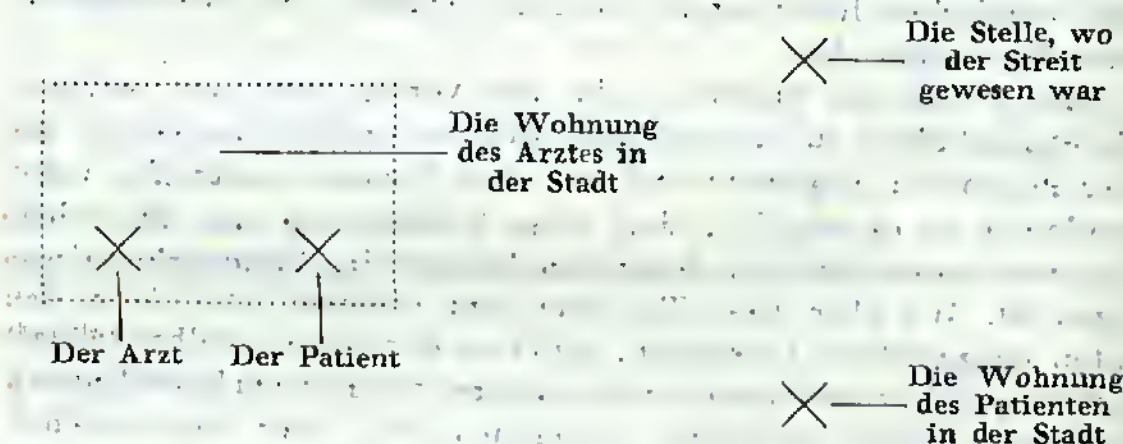 Die Stelle, wo
der Streit
gewesen war
Die Wohnung
des Arztes in
der Stadt
Der Arzt
Der Patient
Die Wohnung
des Patienten
in der Stadt